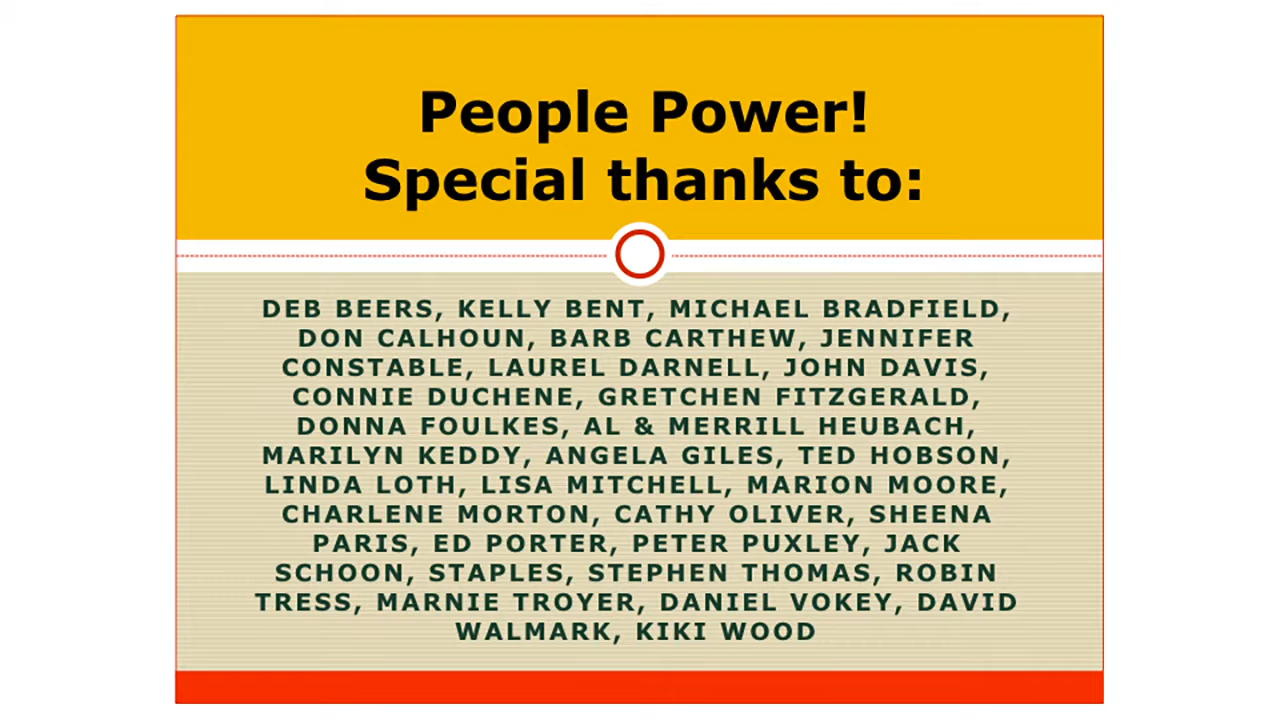 People Power!
Special thanks to:
DEB BEERS, KELLY BENT, MICHAEL BRADFIELD,
DON CALHOUN, BARB CARTHEW, JENNIFER
CONSTABLE, LAUREL DARNELL, JOHN DAVIS,
CONNIE DUCHENE, GRETCHEN FITZGERALD,
DONNA FOULKES, AL & MERRILL HEUBACH,
MARILYN KEDDY, ANGELA GILES, TED HOBSON,
LINDA LOTH, LISA MITCHELL, MARION MOORE,
CHARLENE MORTON, CATHY OLIVER, SHEENA
PARIS, ED PORTER, PETER PUXLEY, JACK
SCHOON, STAPLES, STEPHEN THOMAS, ROBIN
TRESS, MARNIE TROYER, DANIEL VOKEY, DAVID
WALMARK, KIKI WOOD